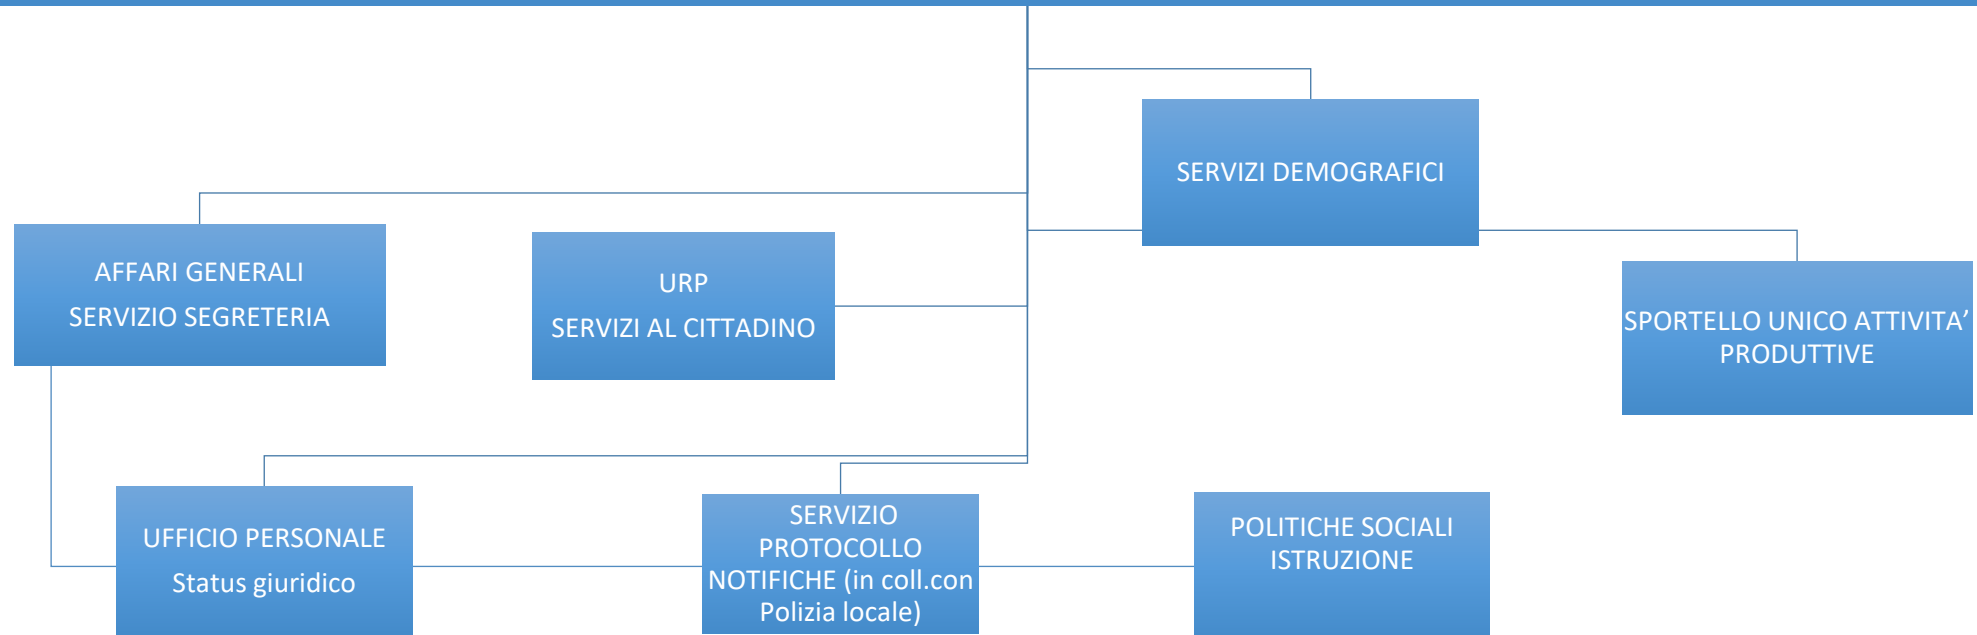 SERVIZI DEMOGRAFICI
AFFARI GENERALI
SERVIZIO SEGRETERIA
URP
SERVIZI AL CITTADINO
SPORTELLO UNICO ATTIVITA’
PRODUTTIVE
UFFICIO PERSONALE
Status giuridico
SERVIZIO
PROTOCOLLO
NOTIFICHE (in coll.con
Polizia locale)
POLITICHE SOCIALI
ISTRUZIONE